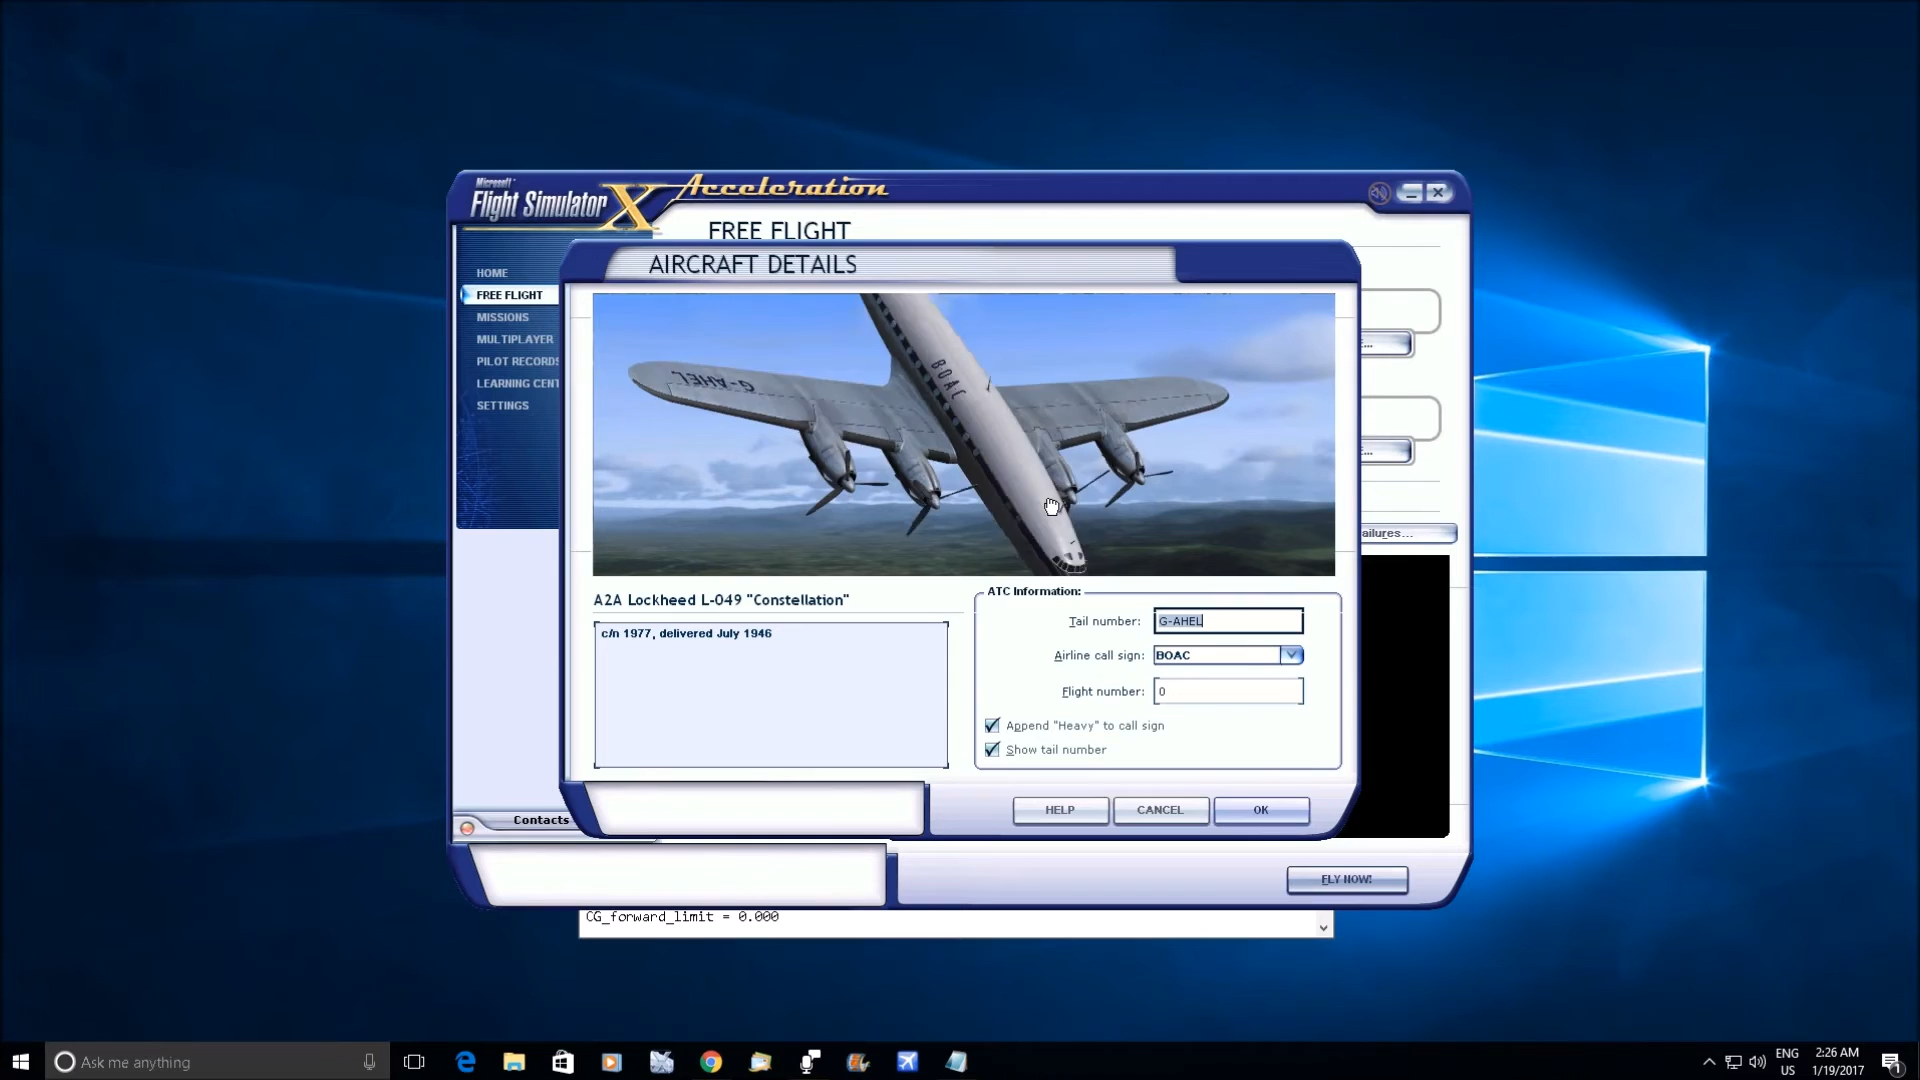 Microsoft
Flight Simulator X Acceleration
FREE FLIGHT
AIRCRAFT DETAILS
HOME
FREE FLIGHT
MISSIONS
MULTIPLAYER
PILOT RECORDS
LEARNING CENT
SETTINGS
G-AHEL
BOAC
...
...
ailures...
A2A Lockheed L-049 "Constellation"
c/n 1977, delivered July 1946
ATC Information:
Tail number: G-AHEL
Airline call sign: BOAC
Flight number: 0
Append "Heavy" to call sign
Show tail number
HELP CANCEL OK
Contacts
FLY NOW!
CG_forward_limit = 0.000
Ask me anything
ENG
US
2:26 AM
1/19/2017
1